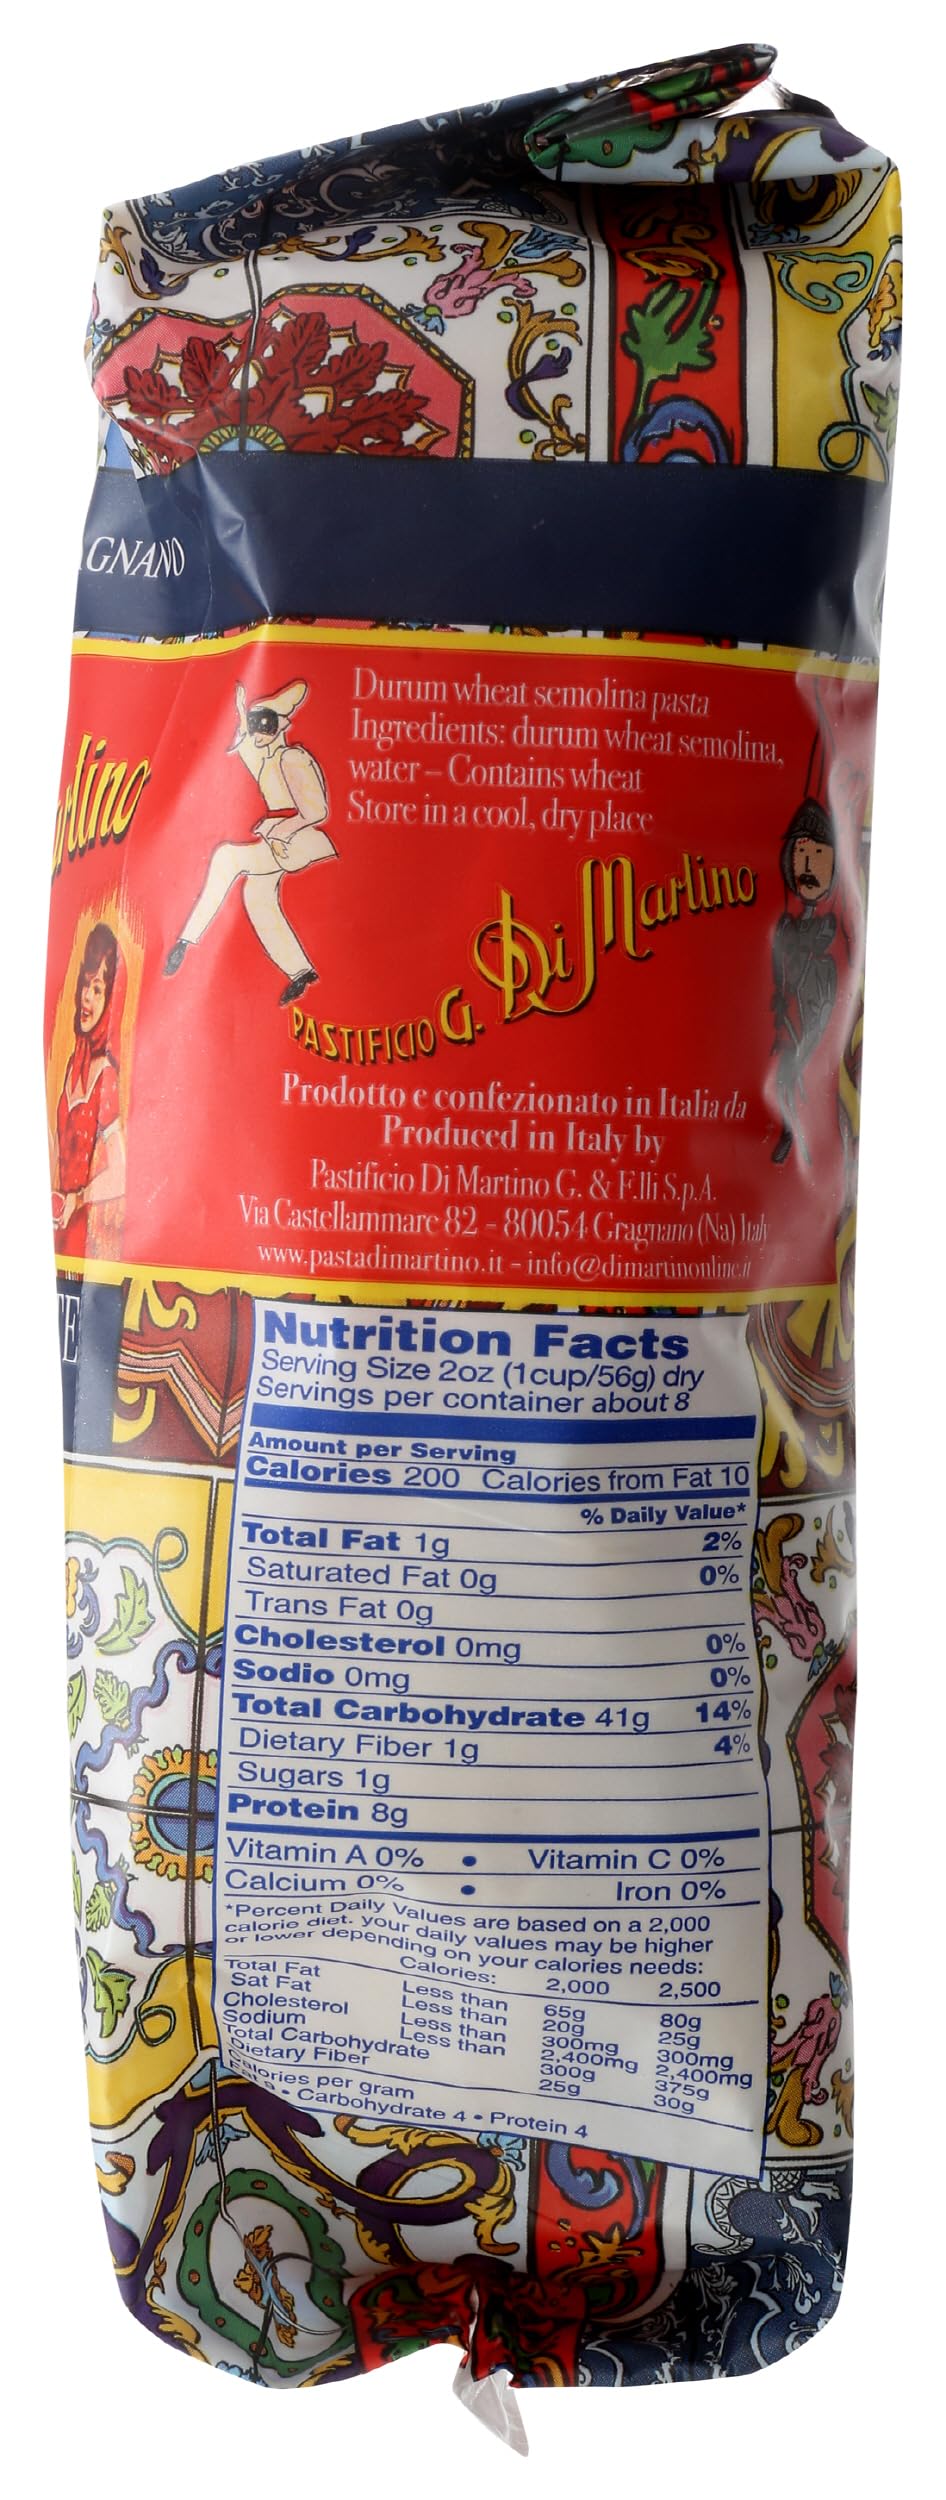 GNANO
rtino
Durum wheat semolina pasta
Ingredients: durum wheat semolina,
water – Contains wheat
Store in a cool, dry place
PASTIFICIO G. Di Martino
Prodotto e confezionato in Italia da
Produced in Italy by
Pastificio Di Martino G. & F.lli S.p.A.
Via Castellammare 82 - 80054 Gragnano (Na) Italy
www.pastadimartino.it - info@dimartinonline.it
E
Nutrition Facts
Serving Size 2oz (1cup/56g) dry
Servings per container about 8
Amount per Serving
Calories 200 Calories from Fat 10
% Daily Value*
Total Fat 1g 2%
Saturated Fat 0g 0%
Trans Fat 0g
Cholesterol 0mg 0%
Sodio 0mg 0%
Total Carbohydrate 41g 14%
Dietary Fiber 1g 4%
Sugars 1g
Protein 8g
Vitamin A 0% • Vitamin C 0%
Calcium 0% • Iron 0%
*Percent Daily Values are based on a 2,000
calorie diet. your daily values may be higher
or lower depending on your calories needs:
Calories: 2,000 2,500
Total Fat Less than 65g 80g
Sat Fat Less than 20g 25g
Cholesterol Less than 300mg 300mg
Sodium Less than 2,400mg 2,400mg
Total Carbohydrate 300g 375g
Dietary Fiber 25g 30g
Calories per gram
Fat 9 • Carbohydrate 4 • Protein 4